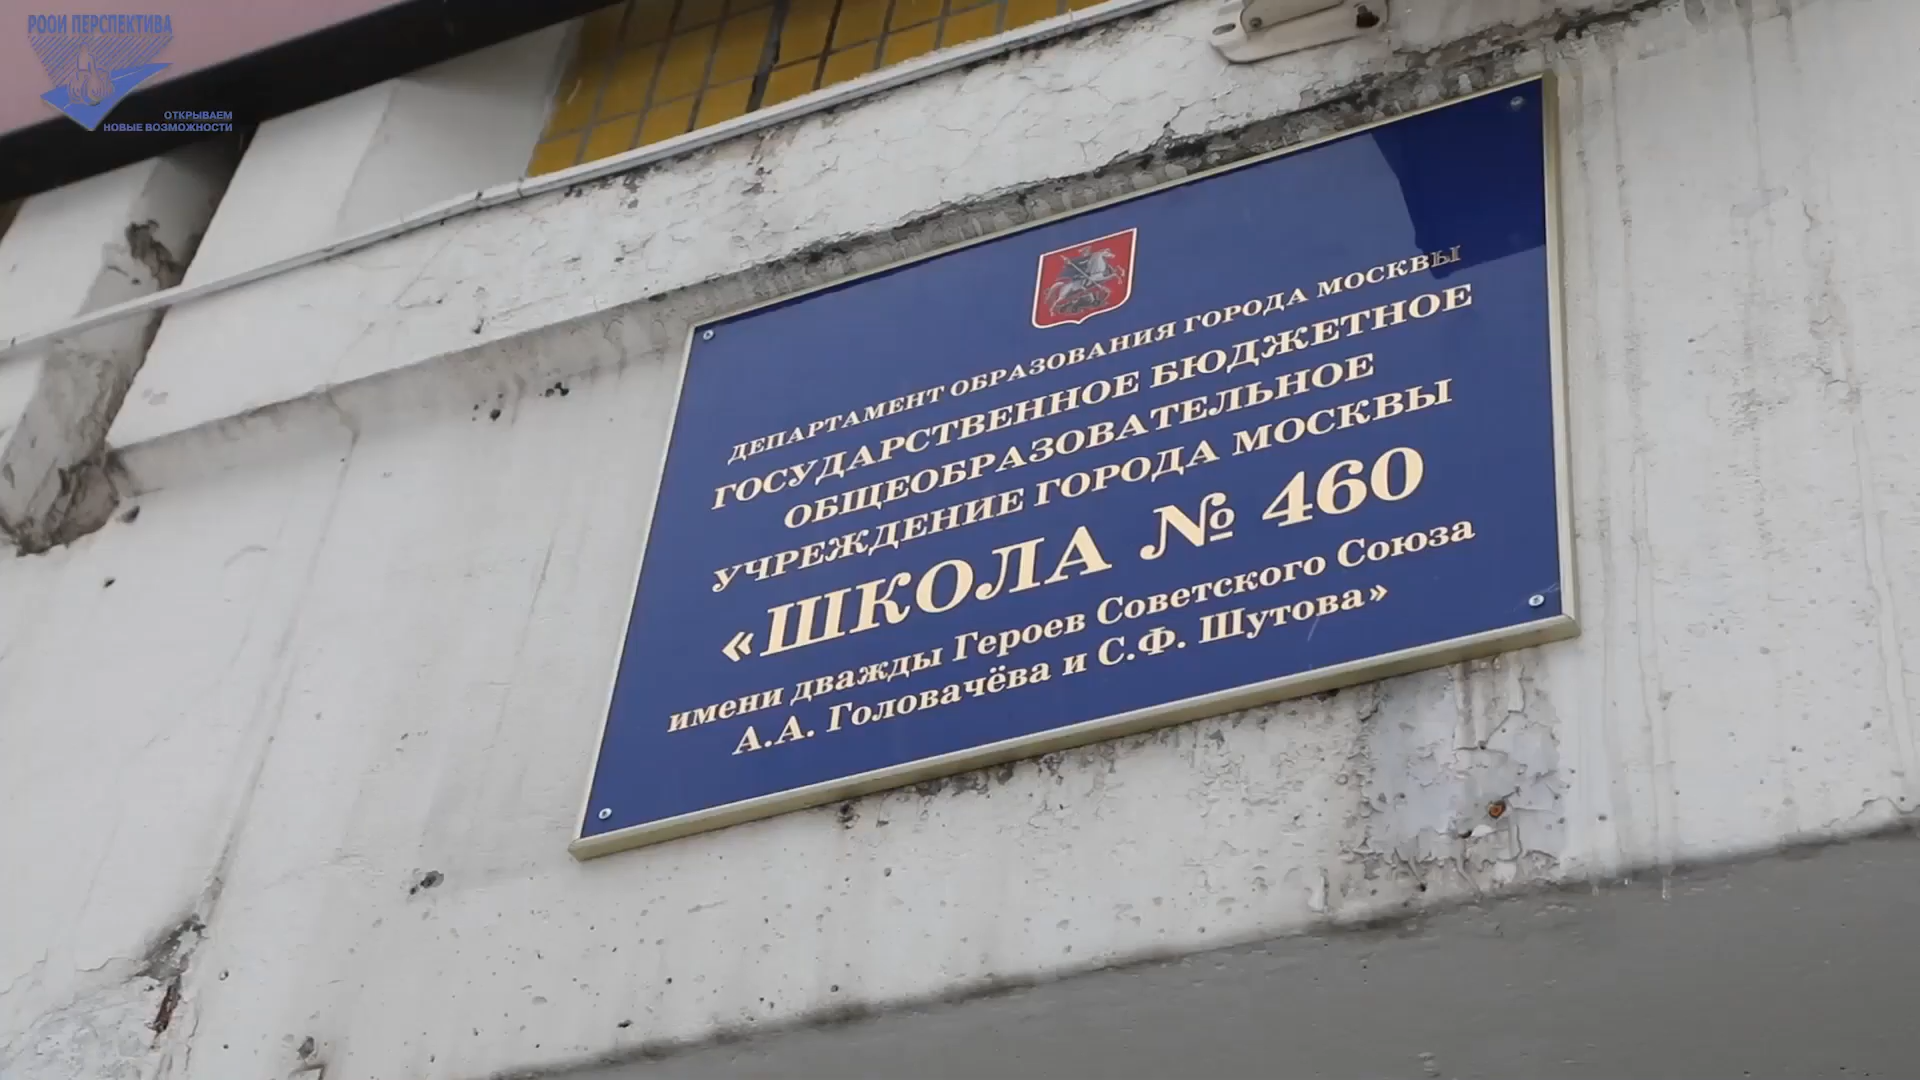 РООИ ПЕРСПЕКТИВА
ОТКРЫВАЕМ
НОВЫЕ ВОЗМОЖНОСТИ
ДЕПАРТАМЕНТ ОБРАЗОВАНИЯ ГОРОДА МОСКВЫ
ГОСУДАРСТВЕННОЕ БЮДЖЕТНОЕ
ОБЩЕОБРАЗОВАТЕЛЬНОЕ
УЧРЕЖДЕНИЕ ГОРОДА МОСКВЫ
«ШКОЛА № 460
имени дважды Героев Советского Союза
А.А. Головачёва и С.Ф. Шутова»